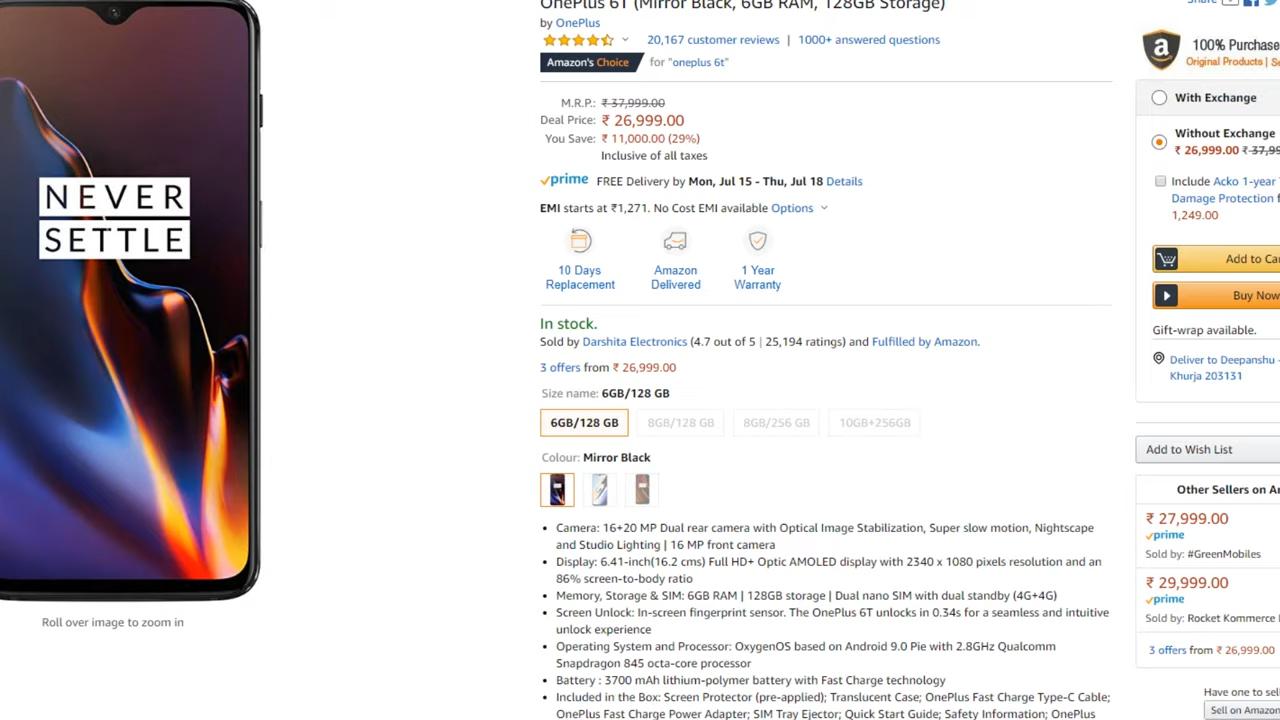 OnePlus 6T (Mirror Black, 6GB RAM, 128GB Storage)
by OnePlus
20,167 customer reviews | 1000+ answered questions
Amazon's Choice for "oneplus 6t"
M.R.P.: ₹ 37,999.00
Deal Price: ₹ 26,999.00
You Save: ₹ 11,000.00 (29%)
Inclusive of all taxes
prime FREE Delivery by Mon, Jul 15 - Thu, Jul 18 Details
EMI starts at ₹1,271. No Cost EMI available Options
10 Days
Replacement
Amazon
Delivered
1 Year
Warranty
In stock.
Sold by Darshita Electronics (4.7 out of 5 | 25,194 ratings) and Fulfilled by Amazon.
3 offers from ₹ 26,999.00
Size name: 6GB/128 GB
6GB/128 GB 8GB/128 GB 8GB/256 GB 10GB+256GB
Colour: Mirror Black
• Camera: 16+20 MP Dual rear camera with Optical Image Stabilization, Super slow motion, Nightscape
and Studio Lighting | 16 MP front camera
• Display: 6.41-inch(16.2 cms) Full HD+ Optic AMOLED display with 2340 x 1080 pixels resolution and an
86% screen-to-body ratio
• Memory, Storage & SIM: 6GB RAM | 128GB storage | Dual nano SIM with dual standby (4G+4G)
• Screen Unlock: In-screen fingerprint sensor. The OnePlus 6T unlocks in 0.34s for a seamless and intuitive
unlock experience
• Operating System and Processor: OxygenOS based on Android 9.0 Pie with 2.8GHz Qualcomm
Snapdragon 845 octa-core processor
• Battery : 3700 mAh lithium-polymer battery with Fast Charge technology
• Included in the Box: Screen Protector (pre-applied); Translucent Case; OnePlus Fast Charge Type-C Cable;
OnePlus Fast Charge Power Adapter; SIM Tray Ejector; Quick Start Guide; Safety Information; OnePlus
NEVER
SETTLE
Roll over image to zoom in
Share
a
100% Purchase
Original Products | Se
With Exchange
Without Exchange
₹ 26,999.00 ₹ 37,99
Include Acko 1-year
Damage Protection f
1,249.00
Add to Ca
Buy Now
Gift-wrap available.
Deliver to Deepanshu -
Khurja 203131
Add to Wish List
Other Sellers on A
₹ 27,999.00
prime
Sold by: #GreenMobiles
₹ 29,999.00
prime
Sold by: Rocket Kommerce
3 offers from ₹ 26,999.00
Have one to sel
Sell on Amazon